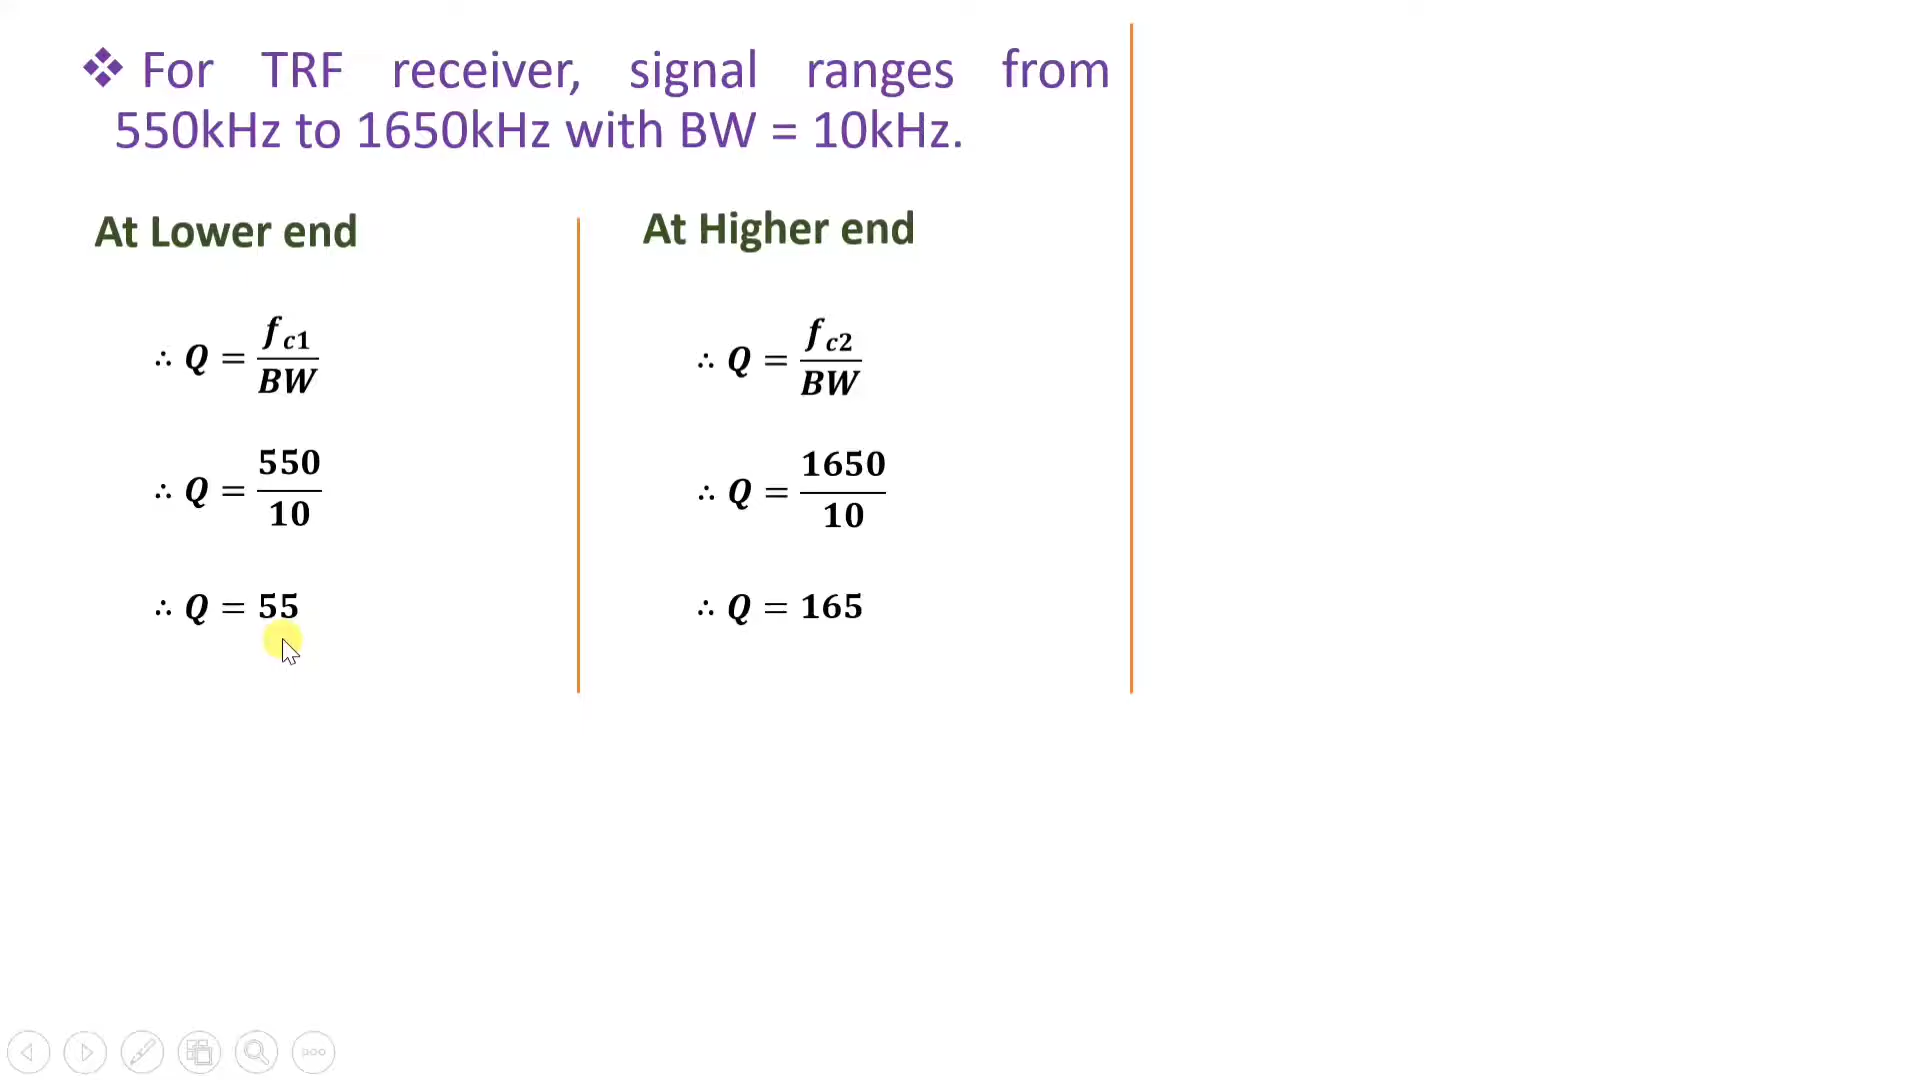 ❖ For TRF receiver, signal ranges from
550kHz to 1650kHz with BW = 10kHz.
At Lower end
∴ Q = f_c1 / BW
∴ Q = 550 / 10
∴ Q = 55
At Higher end
∴ Q = f_c2 / BW
∴ Q = 1650 / 10
∴ Q = 165